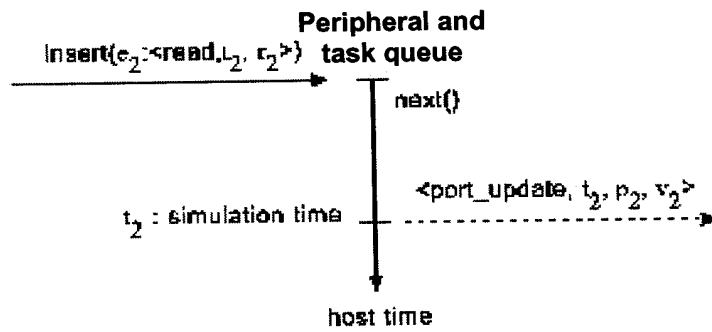 Peripheral and
task queue
Insert(e2:<read,t2, r2>)
next()
<port_update, t2, p2, v2>
t2 : simulation time
host time